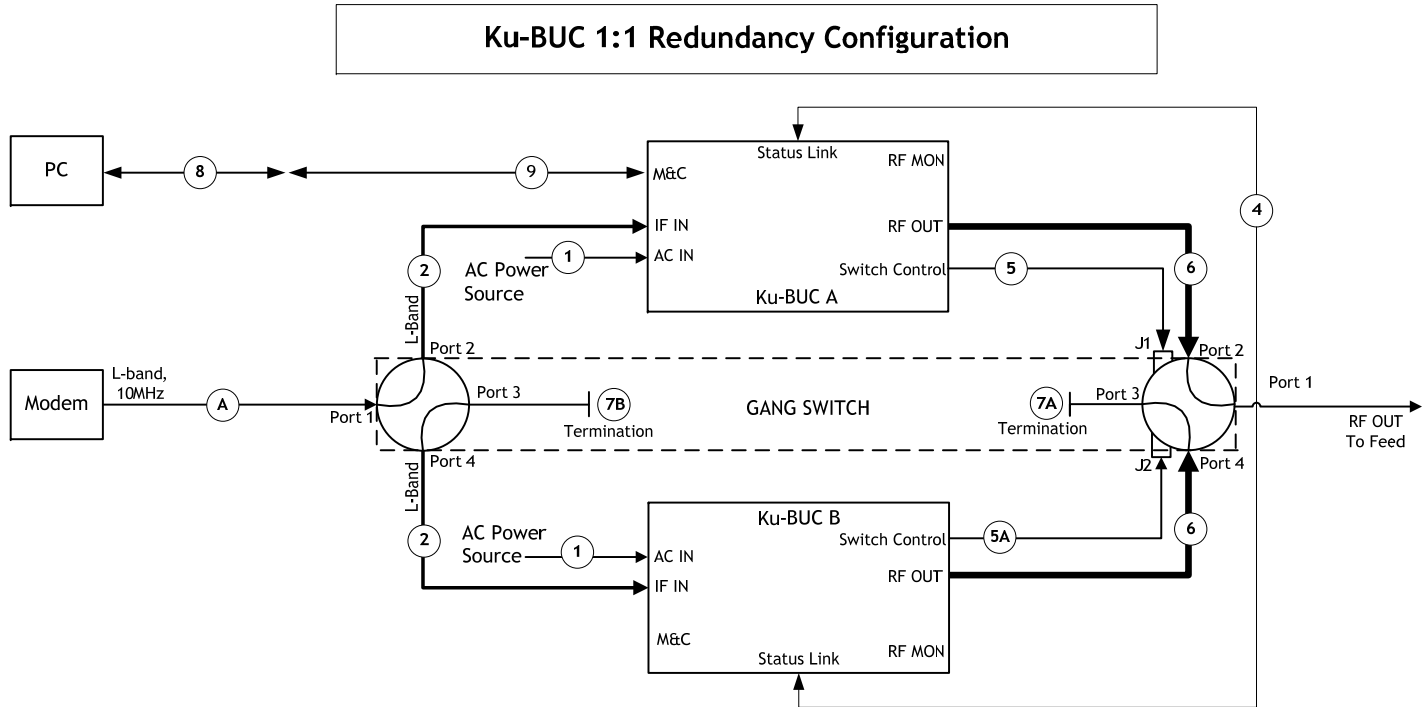 Ku-BUC 1:1 Redundancy Configuration
PC
8
9
M&C
Status Link
RF MON
4
IF IN
RF OUT
AC Power
Source
1
AC IN
Switch Control
5
6
2
L-Band
Ku-BUC A
Modem
L-band,
10MHz
A
Port 1
Port 2
Port 3
7B
Termination
Port 4
GANG SWITCH
7A
Termination
J1
Port 2
Port 3
Port 1
J2
Port 4
RF OUT
To Feed
L-Band
2
AC Power
Source
1
Ku-BUC B
Switch Control
5A
6
AC IN
RF OUT
IF IN
M&C
RF MON
Status Link